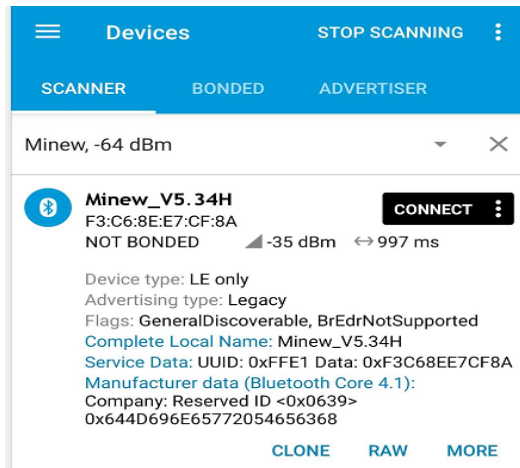 Devices STOP SCANNING
SCANNER BONDED ADVERTISER
Minew, -64 dBm
Minew_V5.34H
CONNECT
F3:C6:8E:E7:CF:8A
NOT BONDED -35 dBm 997 ms
Device type: LE only
Advertising type: Legacy
Flags: GeneralDiscoverable, BrEdrNotSupported
Complete Local Name: Minew_V5.34H
Service Data: UUID: 0xFFE1 Data: 0xF3C68EE7CF8A
Manufacturer data (Bluetooth Core 4.1):
Company: Reserved ID <0x0639>
0x644D696E65772054656368
CLONE RAW MORE